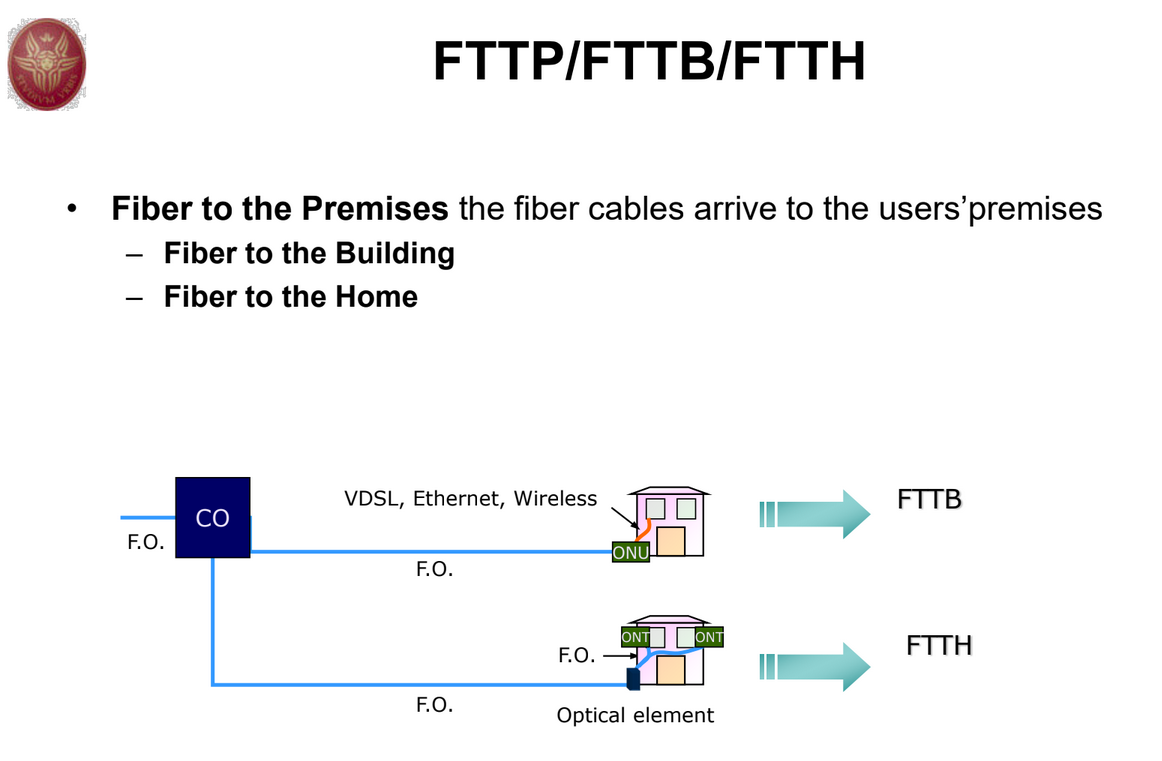 FTTP/FTTB/FTTH
• Fiber to the Premises the fiber cables arrive to the users’premises
– Fiber to the Building
– Fiber to the Home
VDSL, Ethernet, Wireless
FTTB
CO
F.O.
ONU
F.O.
ONT
ONT
FTTH
F.O.
F.O.
Optical element